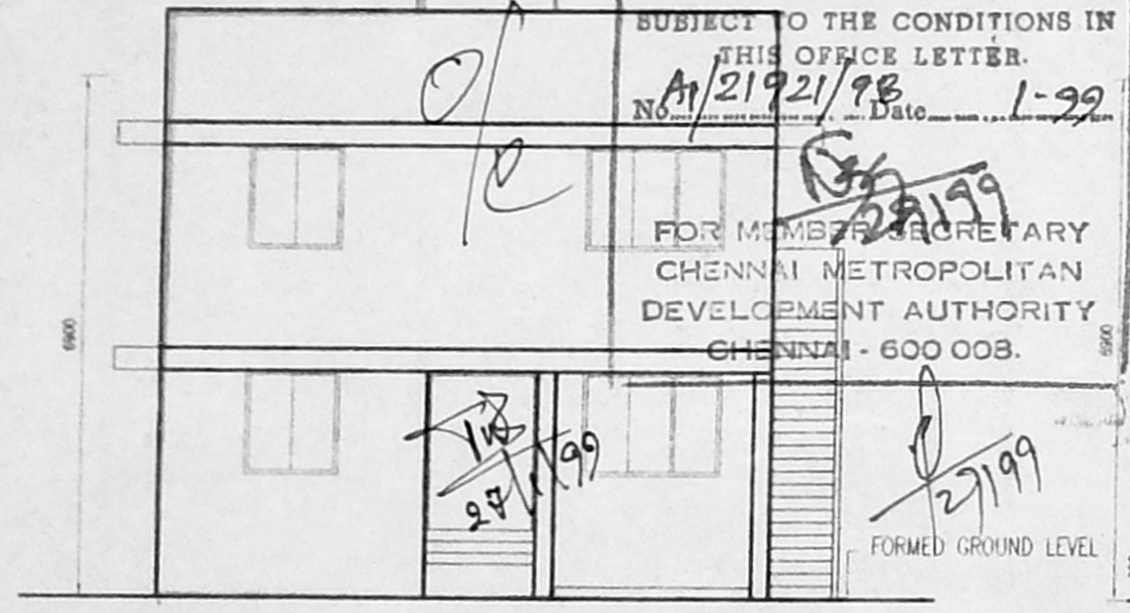 SUBJECT TO THE CONDITIONS IN
THIS OFFICE LETTER.
No. A1/21921/98 Date 1-99
FOR MEMBER SECRETARY
CHENNAI METROPOLITAN
DEVELOPMENT AUTHORITY
CHENNAI - 600 008.
6900
6900
O/C
27/1/99
27/1/99
27/1/99
FORMED GROUND LEVEL